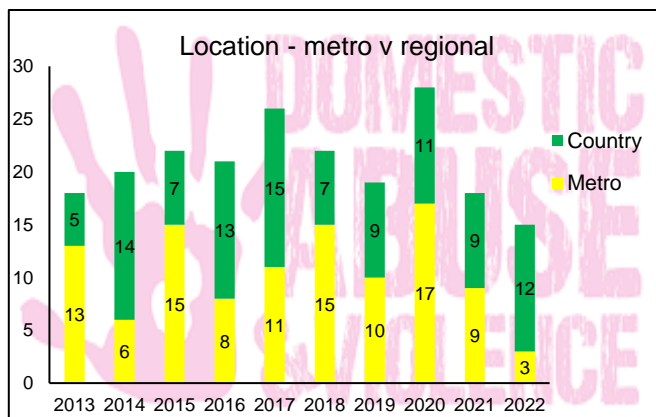 Location - metro v regional
DOMESTIC
ABUSE
&VIOLENCE
30
25
20
15
10
5
0
Country
Metro
5 14 7 13 15 7 9 11 9 12
13 6 15 8 11 15 10 17 9 3
2013 2014 2015 2016 2017 2018 2019 2020 2021 2022